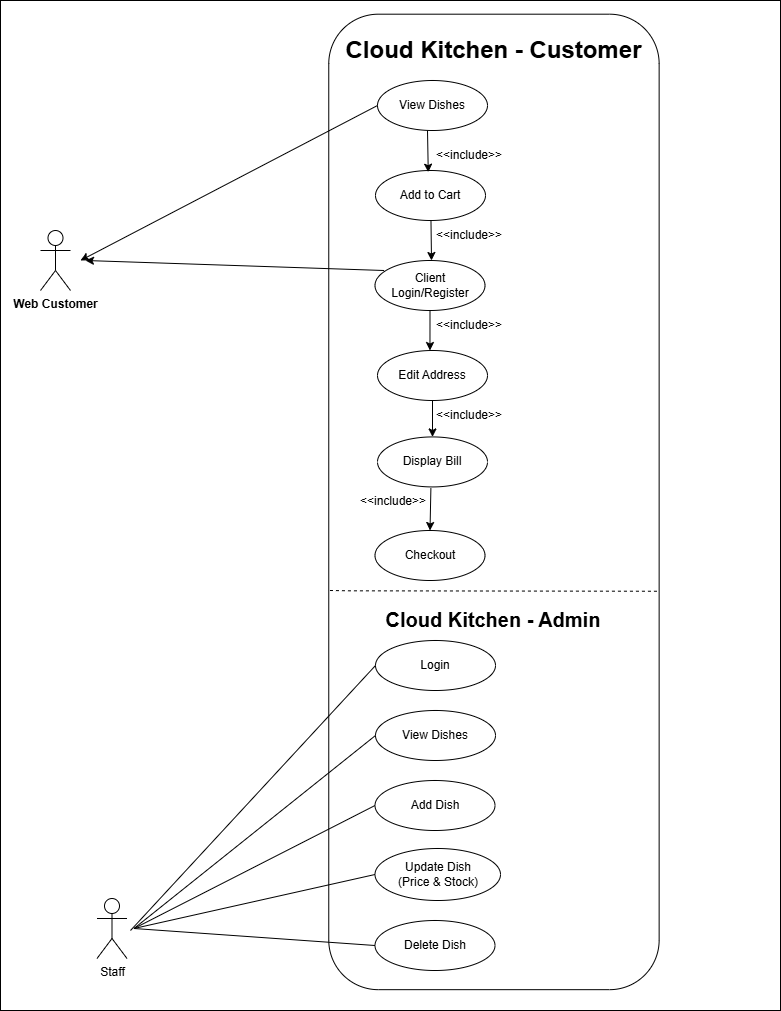 Cloud Kitchen - Customer
View Dishes
<<include>>
Add to Cart
<<include>>
Client
Login/Register
Web Customer
<<include>>
Edit Address
<<include>>
Display Bill
<<include>>
Checkout
Cloud Kitchen - Admin
Login
View Dishes
Add Dish
Update Dish
(Price & Stock)
Delete Dish
Staff